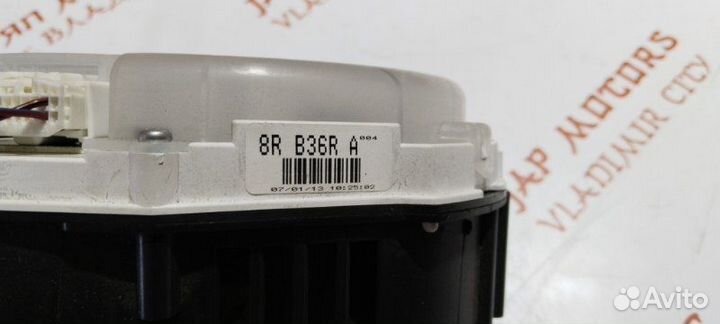 8R B36R A 004
07/01/13 10:25:02
JAP MOTORS
VLADIMIR CITY
Avito